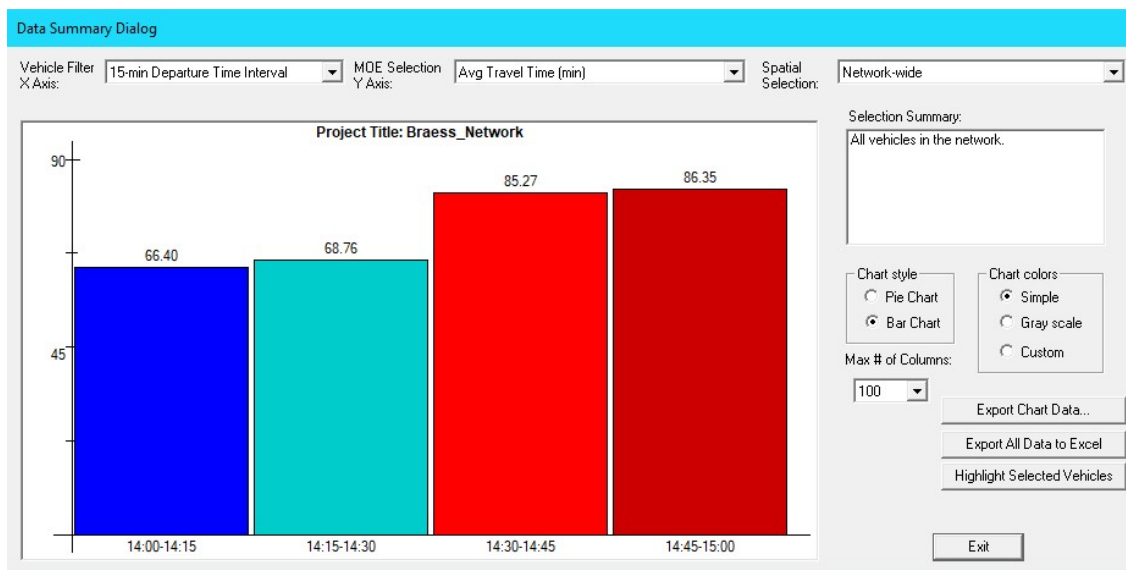 Data Summary Dialog
Vehicle Filter
X Axis:
15-min Departure Time Interval
MOE Selection
Y Axis:
Avg Travel Time (min)
Spatial
Selection:
Network-wide
Project Title: Braess_Network
90
45
66.40
68.76
85.27
86.35
14:00-14:15
14:15-14:30
14:30-14:45
14:45-15:00
Selection Summary:
All vehicles in the network.
Chart style
Pie Chart
Bar Chart
Chart colors
Simple
Gray scale
Custom
Max # of Columns:
100
Export Chart Data...
Export All Data to Excel
Highlight Selected Vehicles
Exit